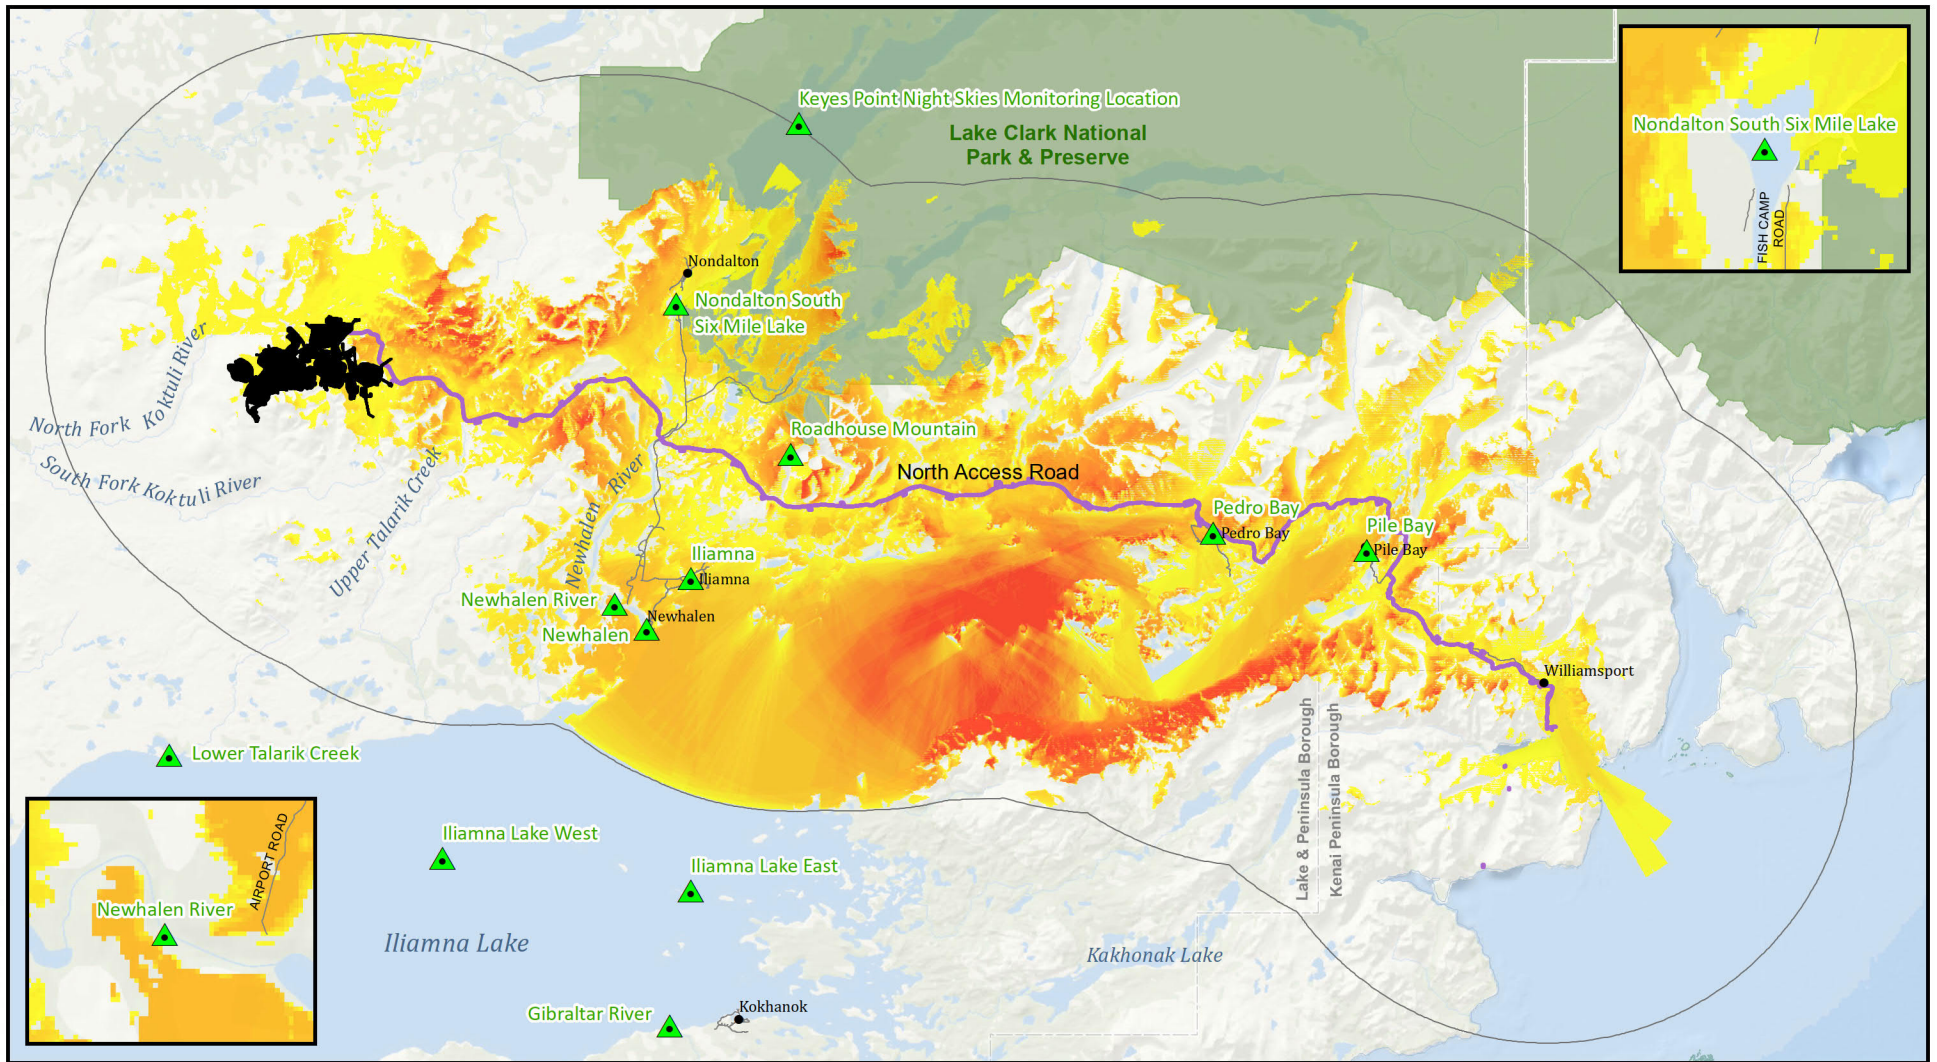 Keyes Point Night Skies Monitoring Location
Lake Clark National
Park & Preserve
Nondalton South Six Mile Lake
FISH CAMP
ROAD
Nondalton
Nondalton South
Six Mile Lake
North Fork Koktuli River
South Fork Koktuli River
Upper Talarik Creek
Newhalen River
Roadhouse Mountain
North Access Road
Pedro Bay
Pedro Bay
Pile Bay
Pile Bay
Iliamna
Iliamna
Newhalen River
Newhalen
Newhalen
Williamsport
Lake & Peninsula Borough
Kenai Peninsula Borough
Lower Talarik Creek
Iliamna Lake West
Iliamna Lake East
AIRPORT ROAD
Newhalen River
Iliamna Lake
Kakhonak Lake
Gibraltar River
Kokhanok